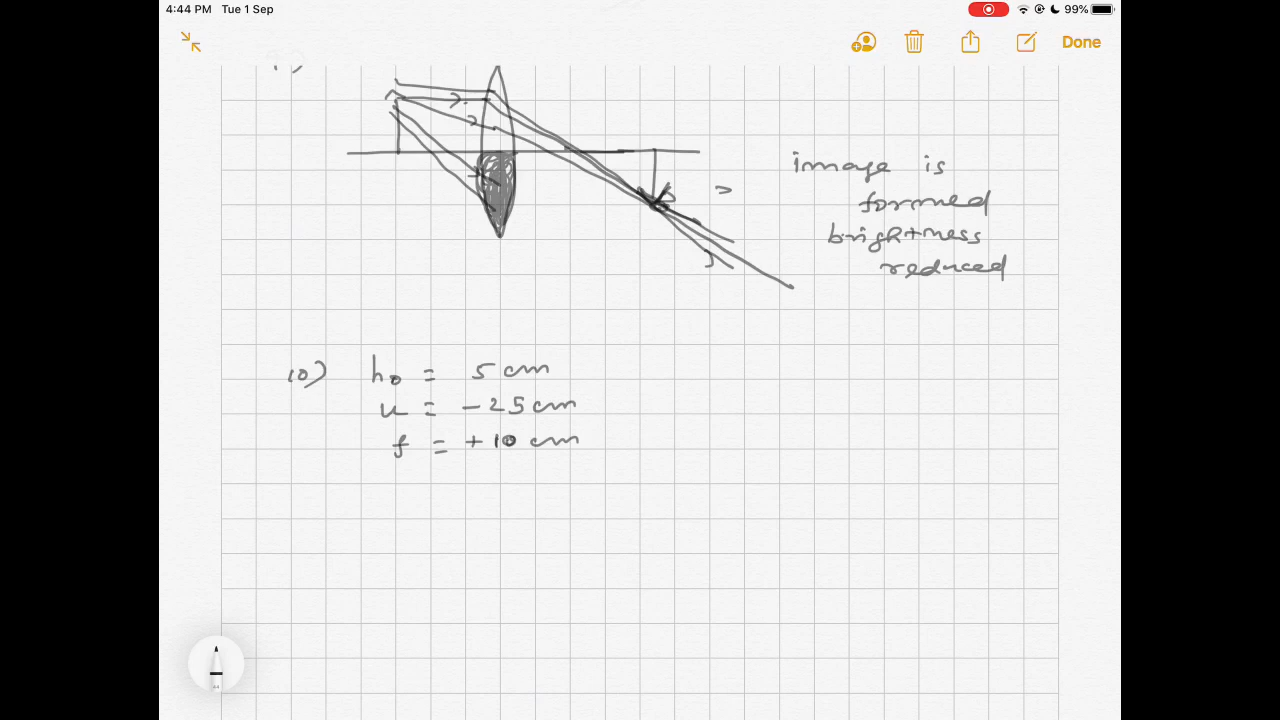 4:44 PM Tue 1 Sep
99%
Done
image is
formed
brightness
reduced
10) h₀ = 5 cm
u = - 25 cm
f = + 10 cm